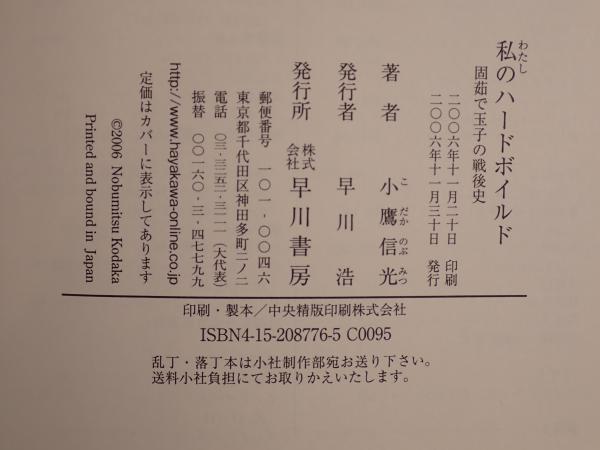 わたし
私のハードボイルド
固茹で玉子の戦後史
二〇〇六年十一月二十日 印刷
二〇〇六年十一月三十日 発行
こ だか のぶ みつ
著者 小鷹信光
発行者 早川浩
発行所 株式会社 早川書房
郵便番号 一〇一‐〇〇四六
東京都千代田区神田多町二ノ二
電話 〇三‐三二五二‐三一一一(大代表)
振替 〇〇一六〇‐三‐四七七九九
http://www.hayakawa-online.co.jp
定価はカバーに表示してあります
©2006 Nobumitsu Kodaka
Printed and bound in Japan
印刷・製本/中央精版印刷株式会社
ISBN4-15-208776-5 C0095
乱丁・落丁本は小社制作部宛お送り下さい。
送料小社負担にてお取りかえいたします。